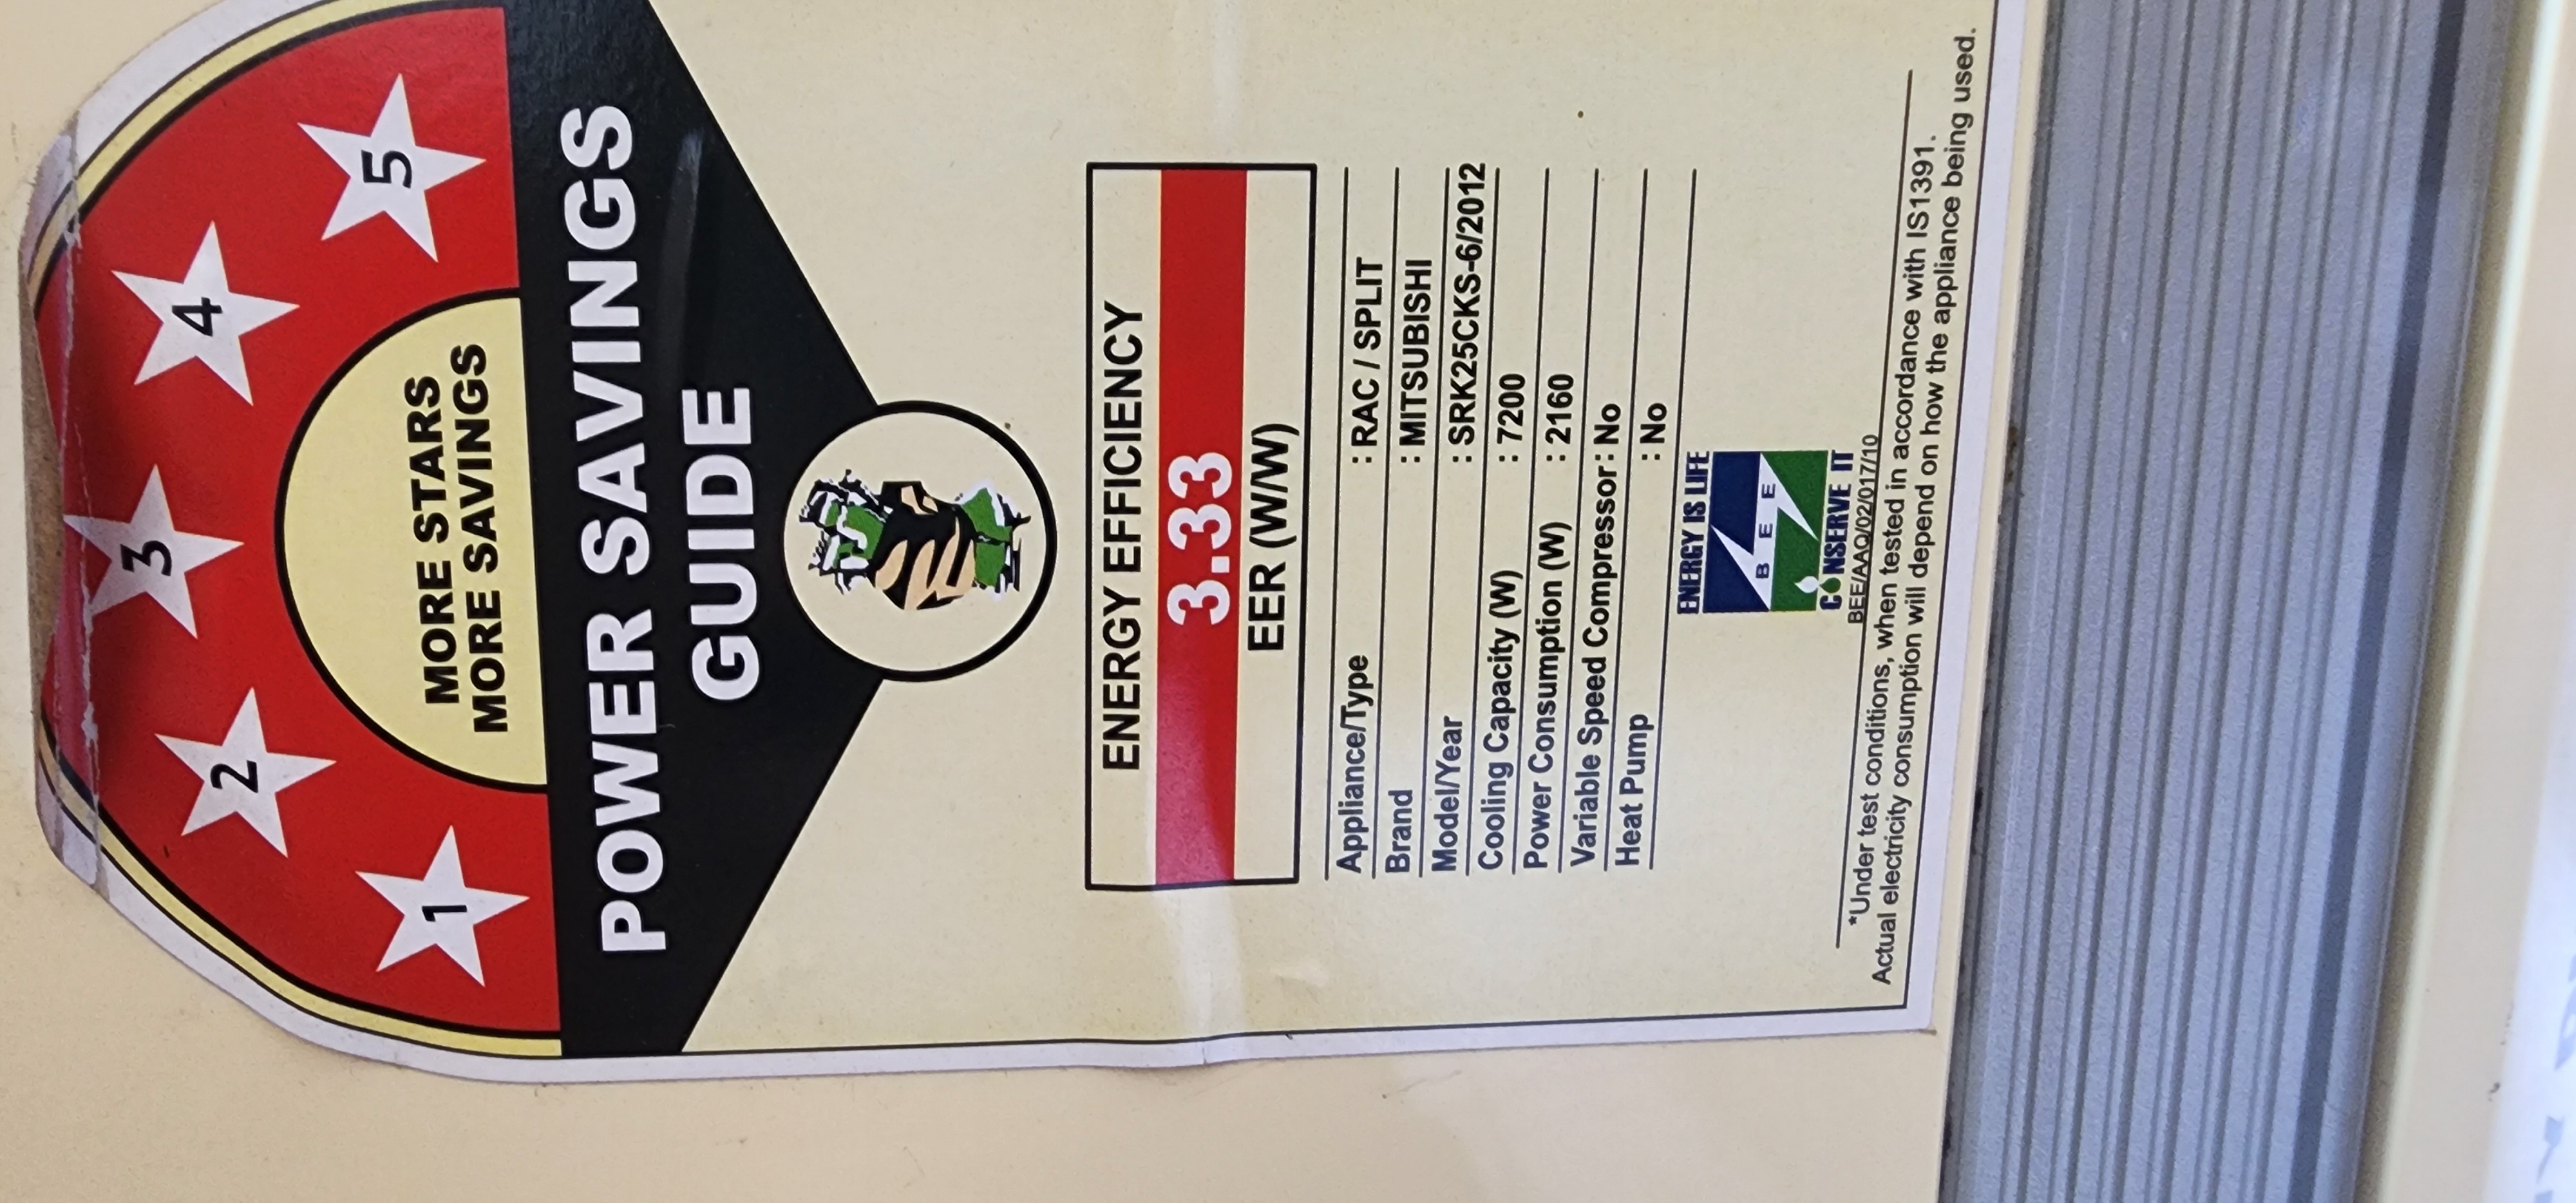 1
2
3
4
5
MORE STARS
MORE SAVINGS
POWER SAVINGS
GUIDE
ENERGY EFFICIENCY
3.33
EER (W/W)
Appliance/Type : RAC / SPLIT
Brand : MITSUBISHI
Model/Year : SRK25CKS-6/2012
Cooling Capacity (W) : 7200
Power Consumption (W) : 2160
Variable Speed Compressor : No
Heat Pump : No
ENERGY IS LIFE
BEE
CONSERVE IT
BEE/AAQ/02/017/10
*Under test conditions, when tested in accordance with IS1391.
Actual electricity consumption will depend on how the appliance being used.